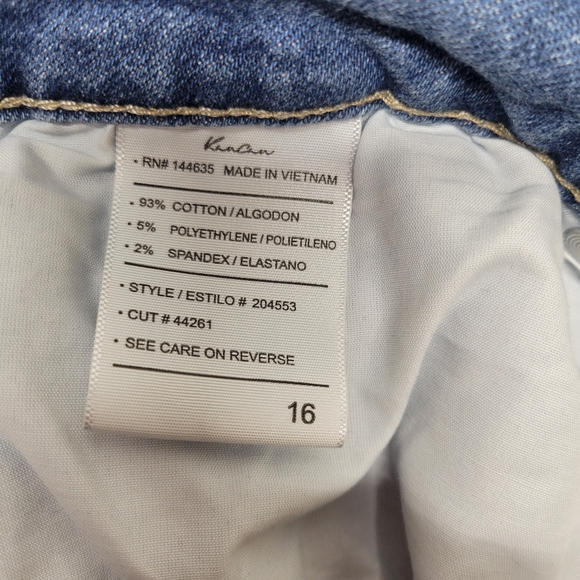 KanCan
• RN# 144635 MADE IN VIETNAM
• 93% COTTON / ALGODON
• 5% POLYETHYLENE / POLIETILENO
• 2% SPANDEX / ELASTANO
• STYLE / ESTILO # 204553
• CUT # 44261
• SEE CARE ON REVERSE
16